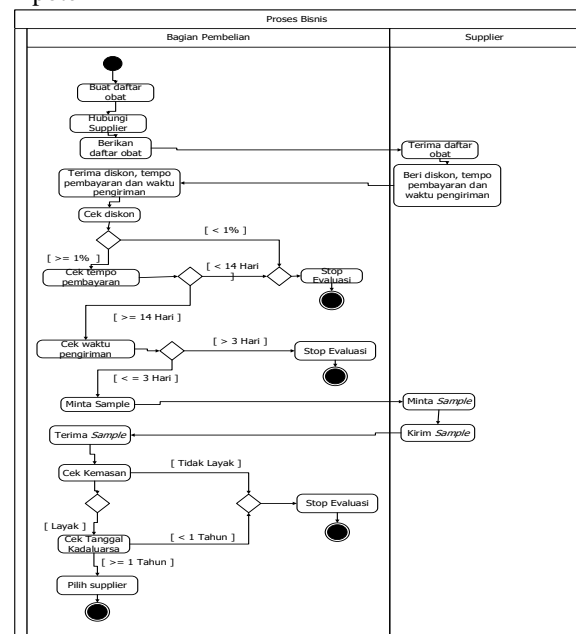 Proses Bisnis
Bagian Pembelian
Supplier
Buat daftar
obat
Hubungi
Supplier
Berikan
daftar obat
Terima daftar
obat
Terima diskon, tempo
pembayaran dan waktu
pengiriman
Beri diskon, tempo
pembayaran dan
waktu pengiriman
Cek diskon
[ < 1% ]
[ >= 1% ]
Cek tempo
pembayaran
[ < 14 Hari
]
Stop
Evaluasi
[ >= 14 Hari ]
Cek waktu
pengiriman
[ > 3 Hari ]
Stop Evaluasi
[ < = 3 Hari ]
Minta Sample
Minta Sample
Terima Sample
Kirim Sample
Cek Kemasan
[ Tidak Layak ]
Stop Evaluasi
[ Layak ]
Cek Tanggal
Kadaluarsa
[ < 1 Tahun ]
[ >= 1 Tahun ]
Pilih supplier